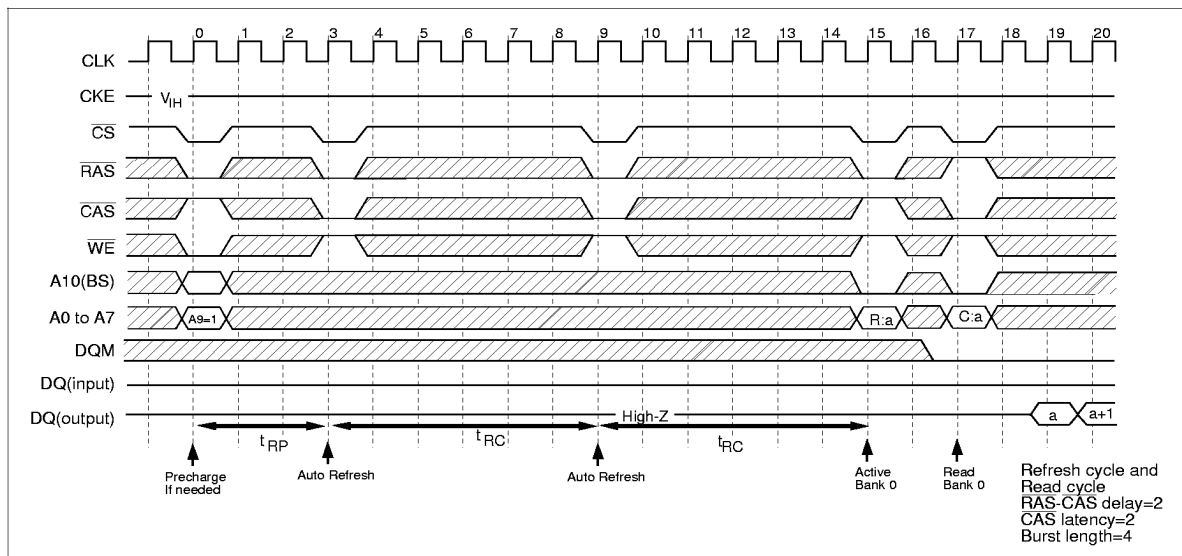 0 1 2 3 4 5 6 7 8 9 10 11 12 13 14 15 16 17 18 19 20
CLK
CKE VIH
CS
RAS
CAS
WE
A10(BS)
A0 to A7 A9=1 R:a C:a
DQM
DQ(input)
DQ(output) High-Z a a+1
tRP tRC tRC
Precharge
If needed
Auto Refresh
Auto Refresh
Active
Bank 0
Read
Bank 0
Refresh cycle and
Read cycle
RAS-CAS delay=2
CAS latency=2
Burst length=4